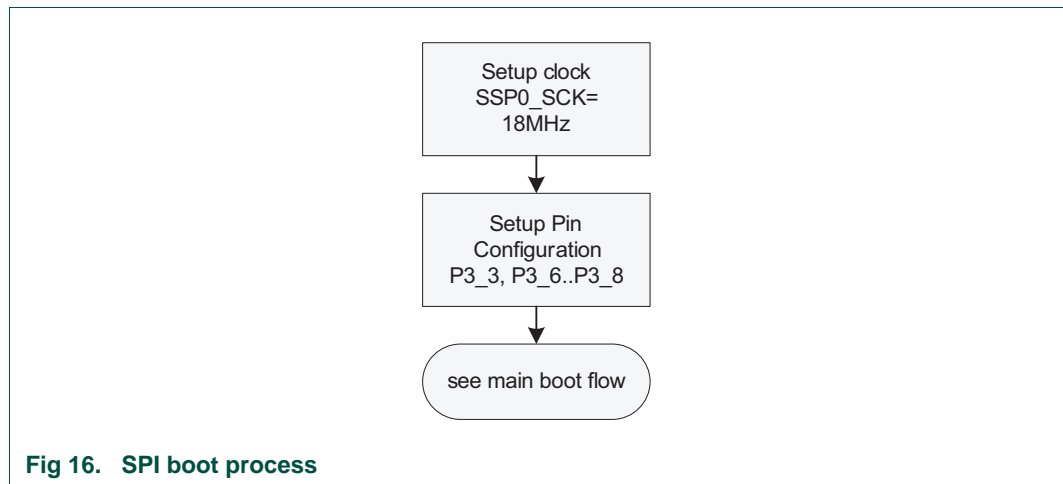 Setup clock
SSP0_SCK=
18MHz
Setup Pin
Configuration
P3_3, P3_6..P3_8
see main boot flow
Fig 16. SPI boot process